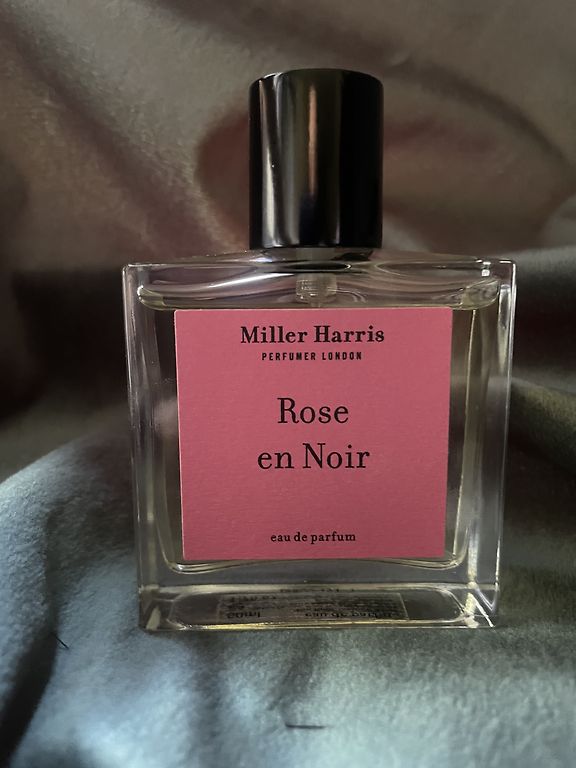 Miller Harris
PERFUMER LONDON
Rose
en Noir
eau de parfum